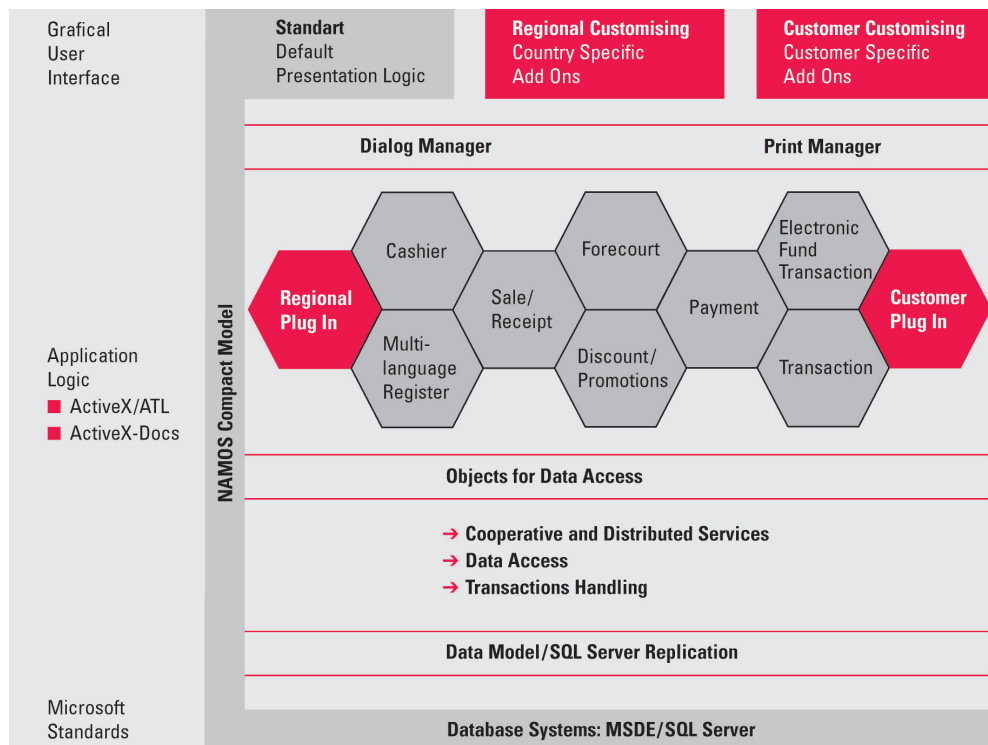 Grafical
User
Interface
Standart
Default
Presentation Logic
Regional Customising
Country Specific
Add Ons
Customer Customising
Customer Specific
Add Ons
Dialog Manager
Print Manager
Cashier
Forecourt
Electronic
Fund
Transaction
Regional
Plug In
Sale/
Receipt
Payment
Customer
Plug In
Multi-
language
Register
Discount/
Promotions
Transaction
Application
Logic
ActiveX/ATL
ActiveX-Docs
NAMOS Compact Model
Objects for Data Access
→ Cooperative and Distributed Services
→ Data Access
→ Transactions Handling
Data Model/SQL Server Replication
Microsoft
Standards
Database Systems: MSDE/SQL Server